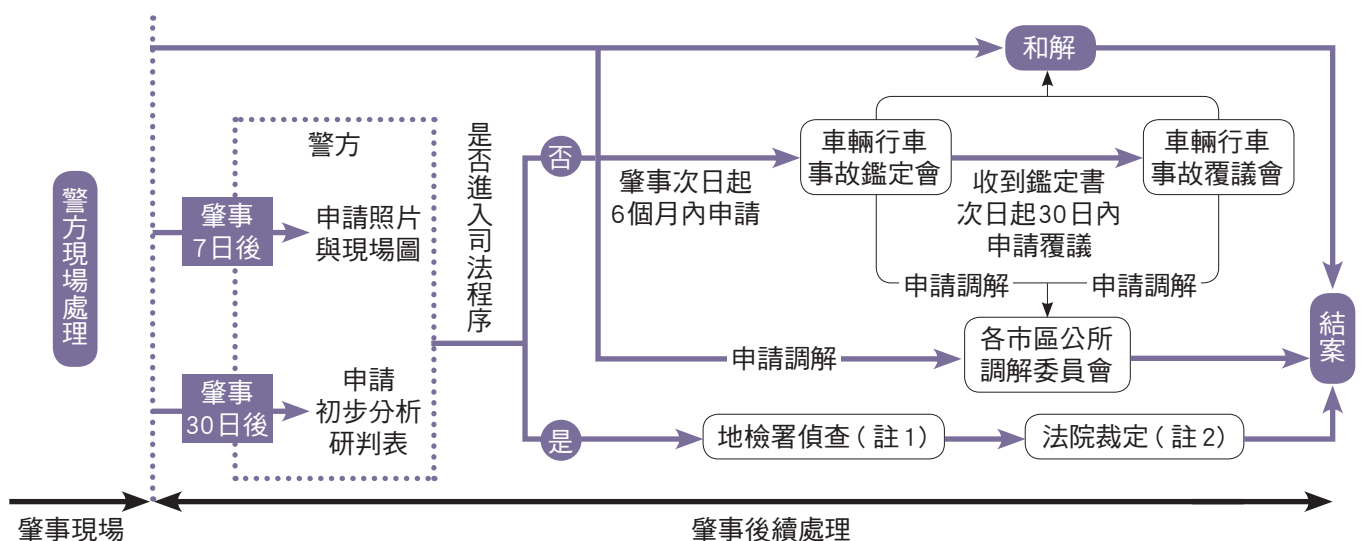 警方現場處理
警方
肇事
7日後
申請照片
與現場圖
肇事
30日後
申請
初步分析
研判表
是否進入司法程序
否
是
肇事次日起
6個月內申請
車輛行車
事故鑑定會
收到鑑定書
次日起30日內
申請覆議
車輛行車
事故覆議會
和解
申請調解
申請調解
申請調解
各市區公所
調解委員會
地檢署偵查(註1)
法院裁定(註2)
結案
肇事現場
肇事後續處理